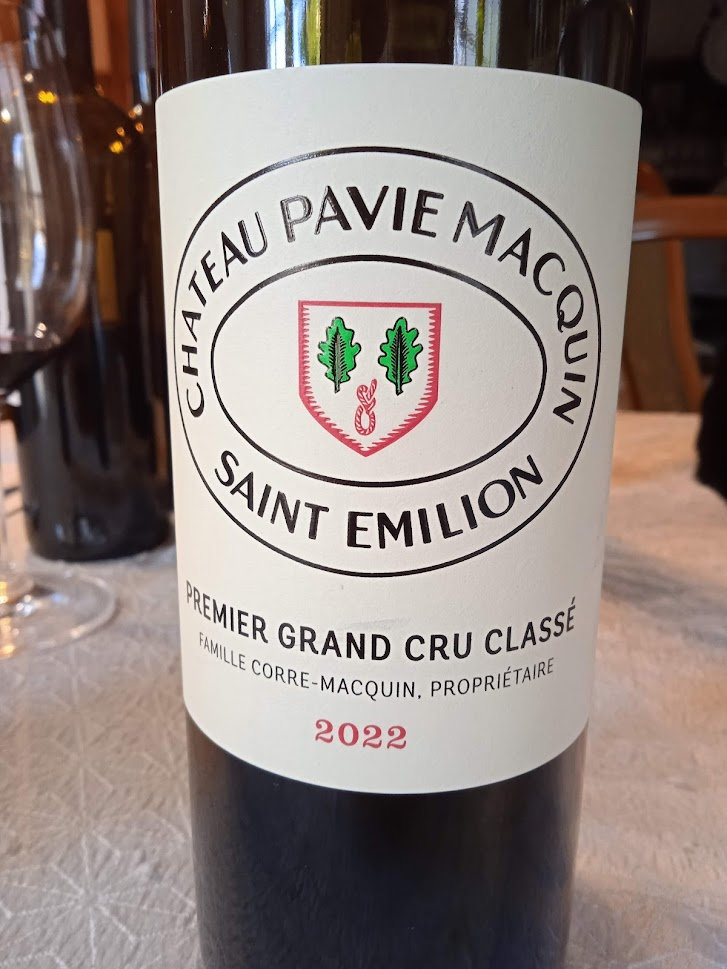 CHATEAU PAVIE MACQUIN
SAINT EMILION
PREMIER GRAND CRU CLASSÉ
FAMILLE CORRE-MACQUIN, PROPRIÉTAIRE
2022